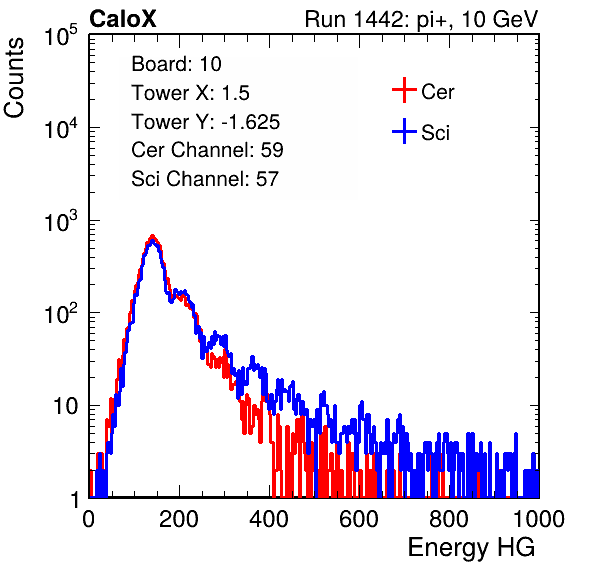 CaloX
Run 1442: pi+, 10 GeV
Counts
10^5
10^4
10^3
10^2
10
1
Board: 10
Tower X: 1.5
Tower Y: -1.625
Cer Channel: 59
Sci Channel: 57
Cer
Sci
0 200 400 600 800 1000
Energy HG